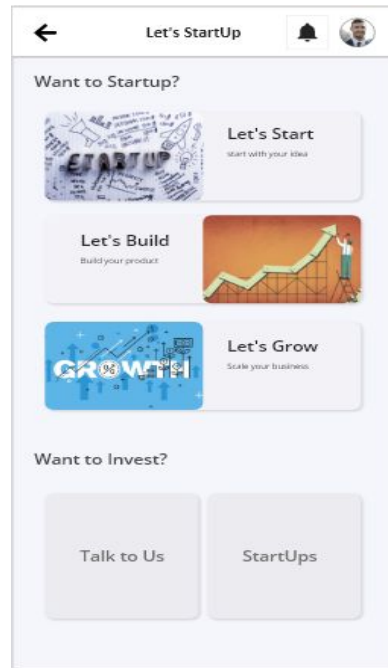 Let's StartUp
Want to Startup?
STARTUP
Let's Start
start with your idea
Let's Build
Build your product
GROWTH
%
Let's Grow
Scale your business
Want to Invest?
Talk to Us
StartUps